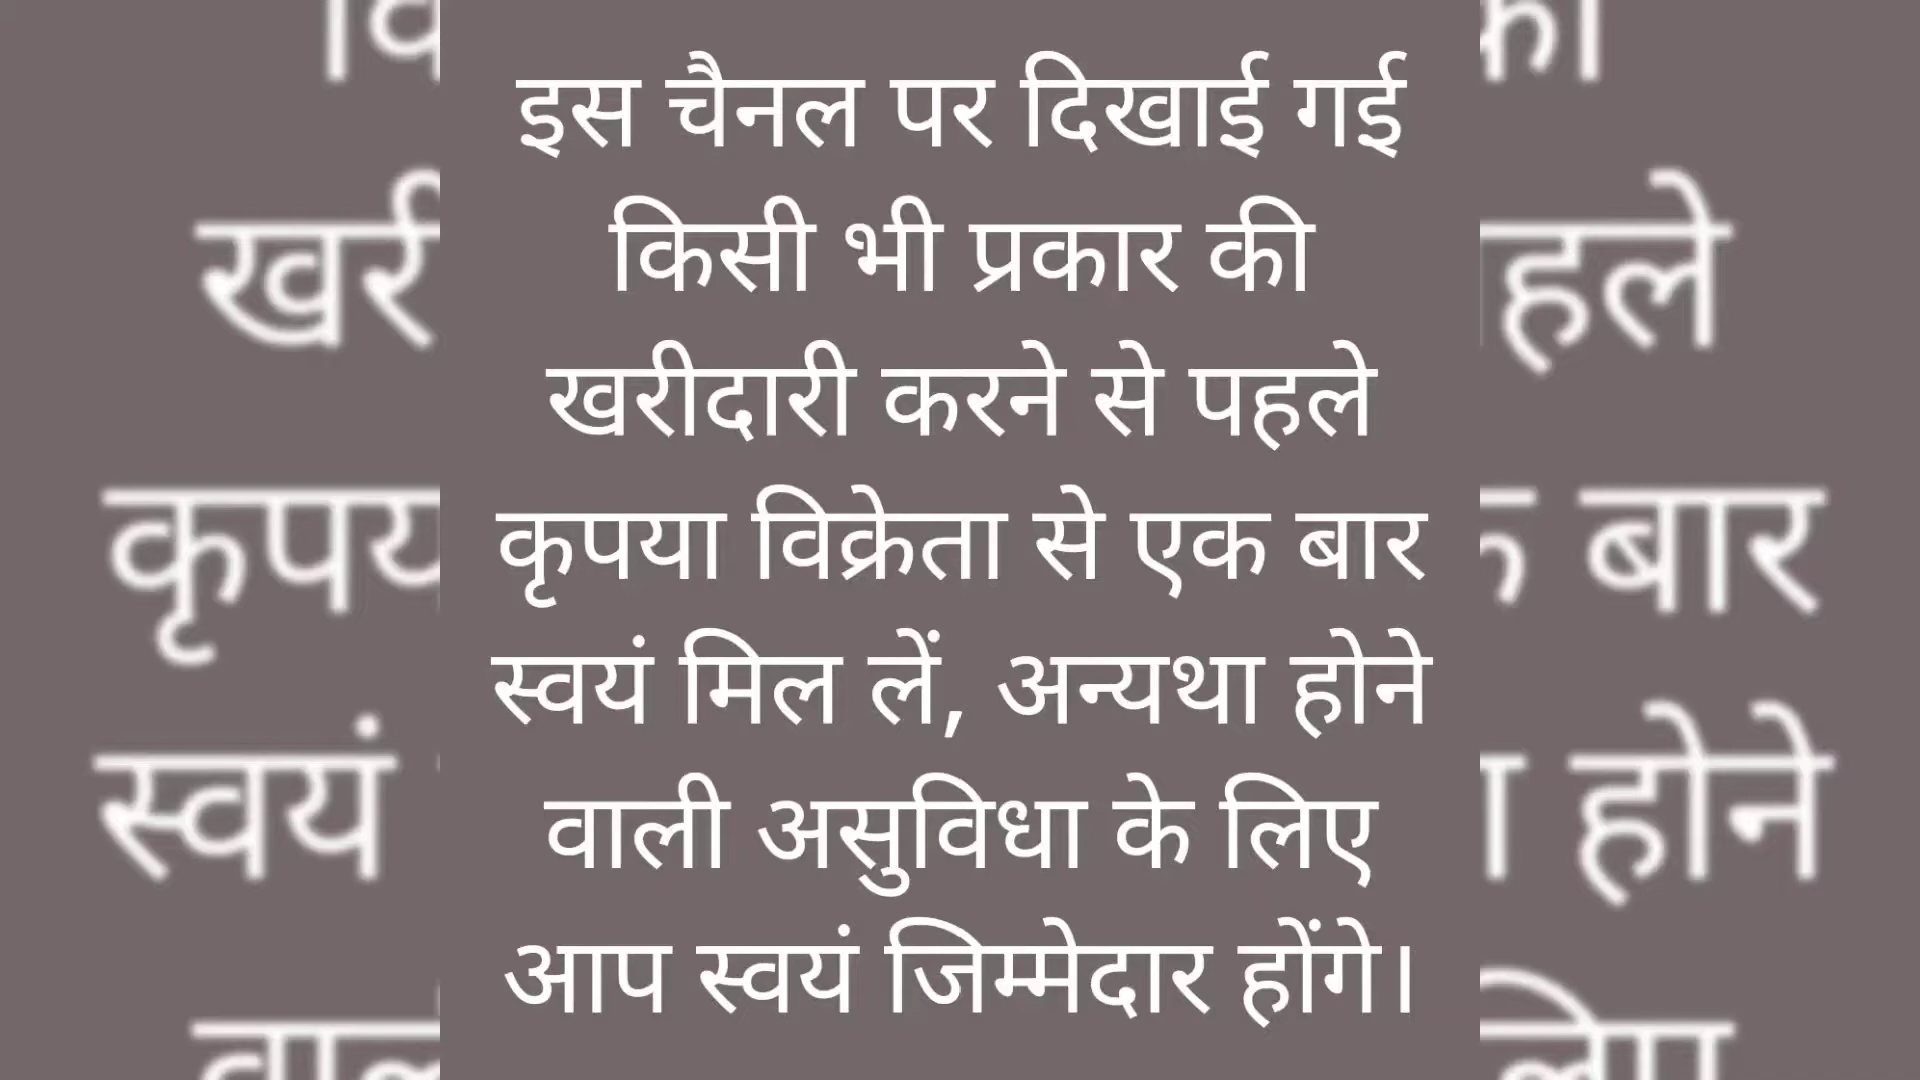 इस चैनल पर दिखाई गई
किसी भी प्रकार की
खरीदारी करने से पहले
कृपया विक्रेता से एक बार
स्वयं मिल लें, अन्यथा होने
वाली असुविधा के लिए
आप स्वयं जिम्मेदार होंगे।